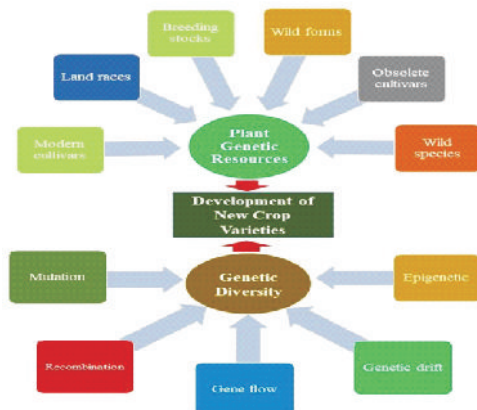 Breeding
stocks
Wild forms
Land races
Obsolete
cultivars
Plant
Genetic
Resources
Modern
cultivars
Wild
species
Development of
New Crop
Varieties
Mutation
Genetic
Diversity
Epigenetic
Recombination
Gene flow
Genetic drift